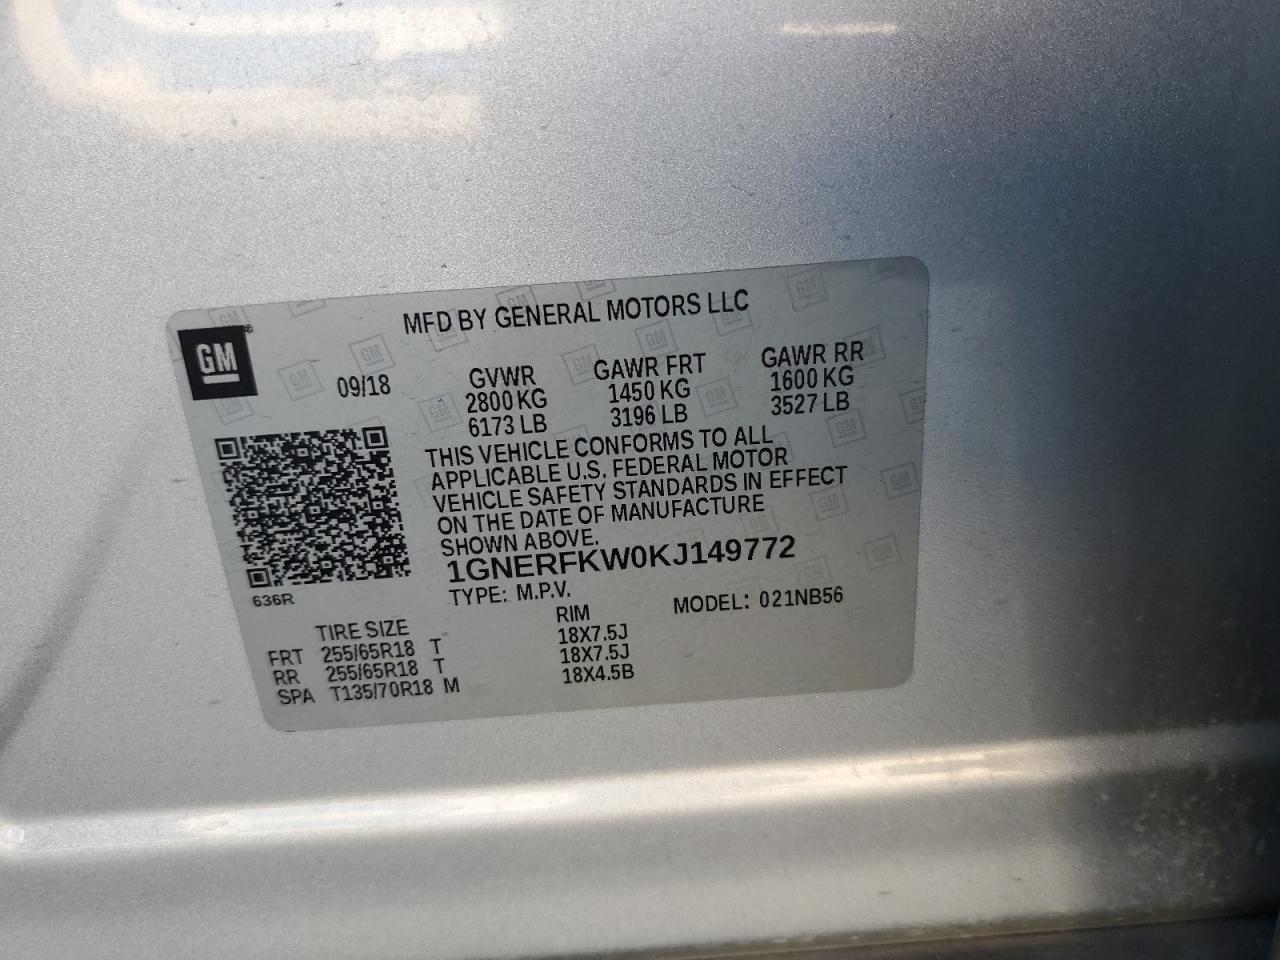 MFD BY GENERAL MOTORS LLC
GM
09/18
GVWR GAWR FRT GAWR RR
2800 KG 1450 KG 1600 KG
6173 LB 3196 LB 3527 LB
THIS VEHICLE CONFORMS TO ALL
APPLICABLE U.S. FEDERAL MOTOR
VEHICLE SAFETY STANDARDS IN EFFECT
ON THE DATE OF MANUFACTURE
SHOWN ABOVE.
1GNERFKW0KJ149772
636R
TYPE: M.P.V. MODEL: 021NB56
TIRE SIZE RIM
FRT 255/65R18 T 18X7.5J
RR 255/65R18 T 18X7.5J
SPA T135/70R18 M 18X4.5B